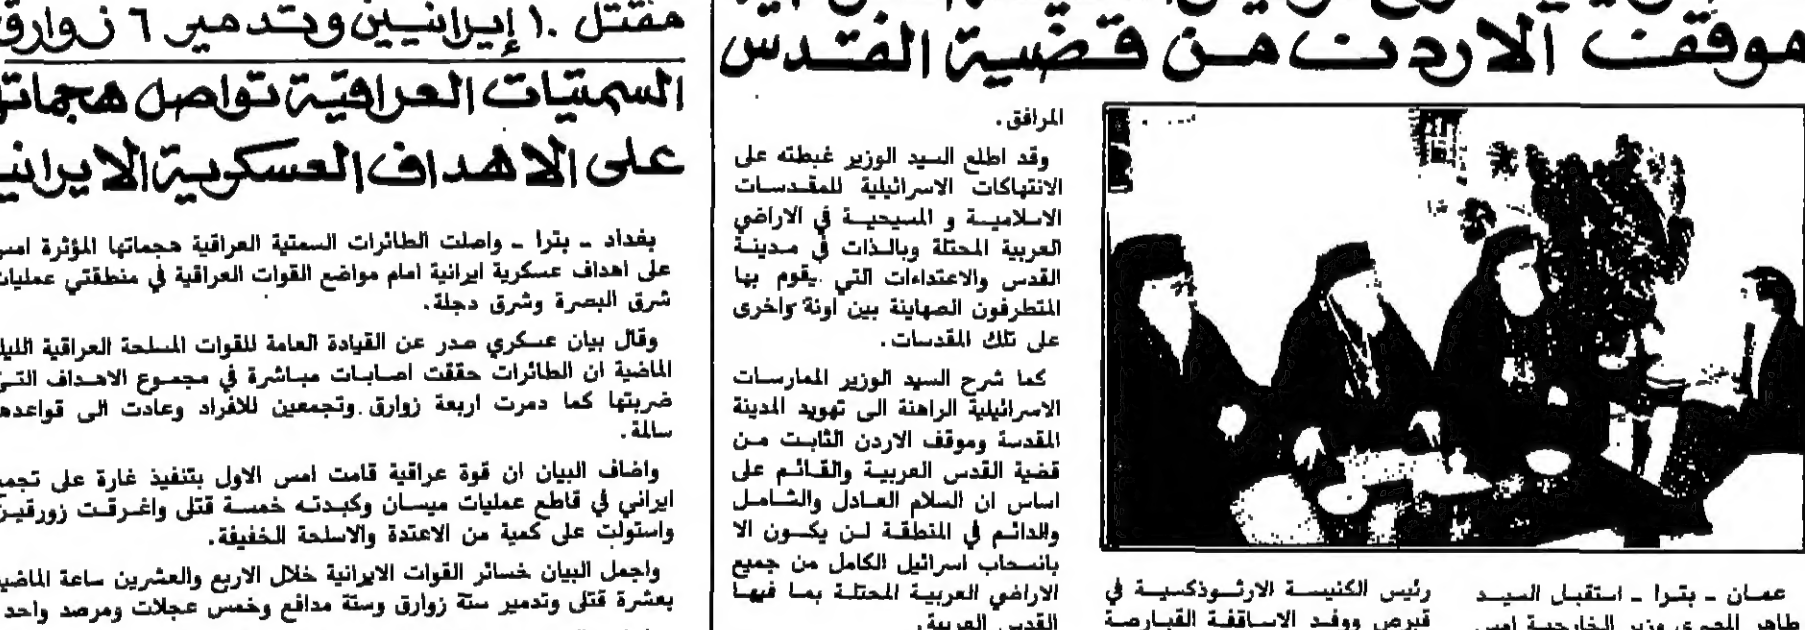 موقف الاردن من قضية القدس
عمان - بترا - استقبل السيد
طاهر المصري وزير الخارجية امس
رئيس الكنيسة الارثوذكسية في
قبرص ووفد الاساقفة القبارصة
المرافق.
وقد اطلع السيد الوزير غبطته على
الانتهاكات الاسرائيلية للمقدسات
الاسلامية و المسيحية في الاراضي
العربية المحتلة وبالذات في مدينة
القدس والاعتداءات التي يقوم بها
المتطرفون الصهاينة بين اونة واخرى
على تلك المقدسات.
كما شرح السيد الوزير الممارسات
الاسرائيلية الراهنة الى تهويد المدينة
المقدسة وموقف الاردن الثابت من
قضية القدس العربية والقائم على
اساس ان السلام العادل والشامل
والدائم في المنطقة لن يكون الا
بانسحاب اسرائيل الكامل من جميع
الاراضي العربية المحتلة بما فيها
القدس العربية.
مقتل ١٠ إيرانيين وتدمير ٦ زوارق
السمتيات العراقية تواصل هجماتها
على الاهداف العسكرية
بغداد - بترا - واصلت الطائرات السمتية العراقية هجماتها المؤثرة امس
على اهداف عسكرية ايرانية امام مواضع القوات العراقية في منطقتي عمليات
شرق البصرة وشرق دجلة.
وقال بيان عسكري صدر عن القيادة العامة للقوات المسلحة العراقية الليلة
الماضية ان الطائرات حققت اصابات مباشرة في مجموع الاهداف التي
ضربتها كما دمرت اربعة زوارق وتجمعين للافراد وعادت الى قواعدها
سالمة.
واضاف البيان ان قوة عراقية قامت امس الاول بتنفيذ غارة على تجمع
ايراني في قاطع عمليات ميسان وكبدته خمسة قتلى واغرقت زورقين
واستولت على كمية من الاعتدة والاسلحة الخفيفة.
واجمل البيان خسائر القوات الايرانية خلال الاربع والعشرين ساعة الماضية
بعشرة قتلى وتدمير ستة زوارق وستة مدافع وخمس عجلات ومرصد واحد